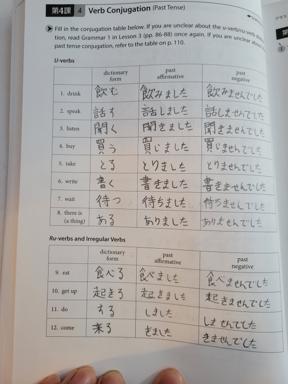 第4課 4 Verb Conjugation (Past Tense)
Fill in the conjugation table below. If you are unclear about the u-verb/ru-verb
tion, read Grammar 1 in Lesson 3 (pp. 86-88) once again. If you are unclear about
past tense conjugation, refer to the table on p. 110.
U-verbs
dictionary form past affirmative past negative
1. drink 飲む 飲みました 飲みませんでした
2. speak 話す 話しました 話しませんでした
3. listen 聞く 聞きました 聞きませんでした
4. buy 買う 買いました 買いませんでした
5. take とる とりました とりませんでした
6. write 書く 書きました 書きませんでした
7. wait 待つ 待ちました 待ちませんでした
8. there is (a thing) ある ありました ありませんでした
Ru-verbs and Irregular Verbs
dictionary form past affirmative past negative
9. eat 食べる 食べました 食べませんでした
10. get up 起きる 起きました 起きませんでした
11. do する しました しませんでした
12. come 来る きました きませんでした